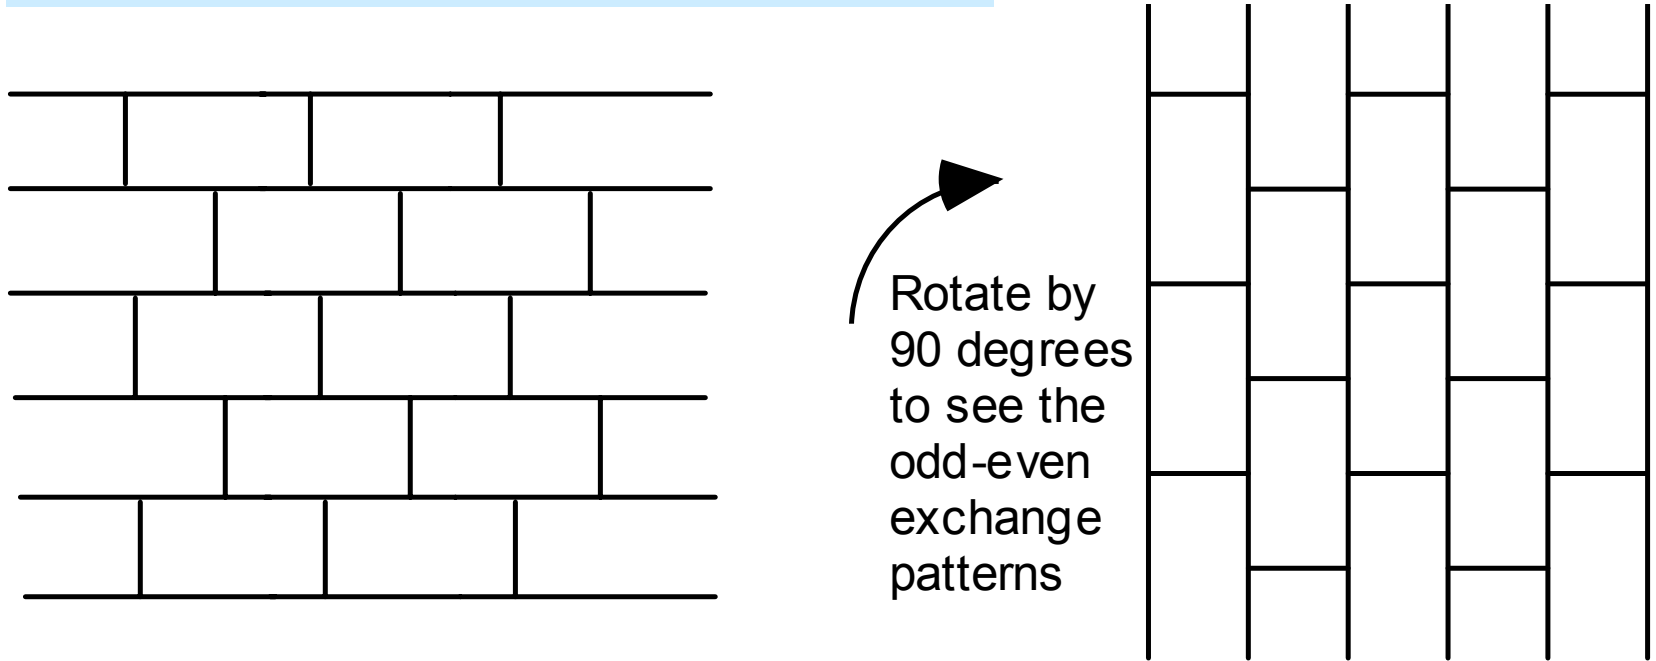 Rotate by
90 degrees
to see the
odd-even
exchange
patterns